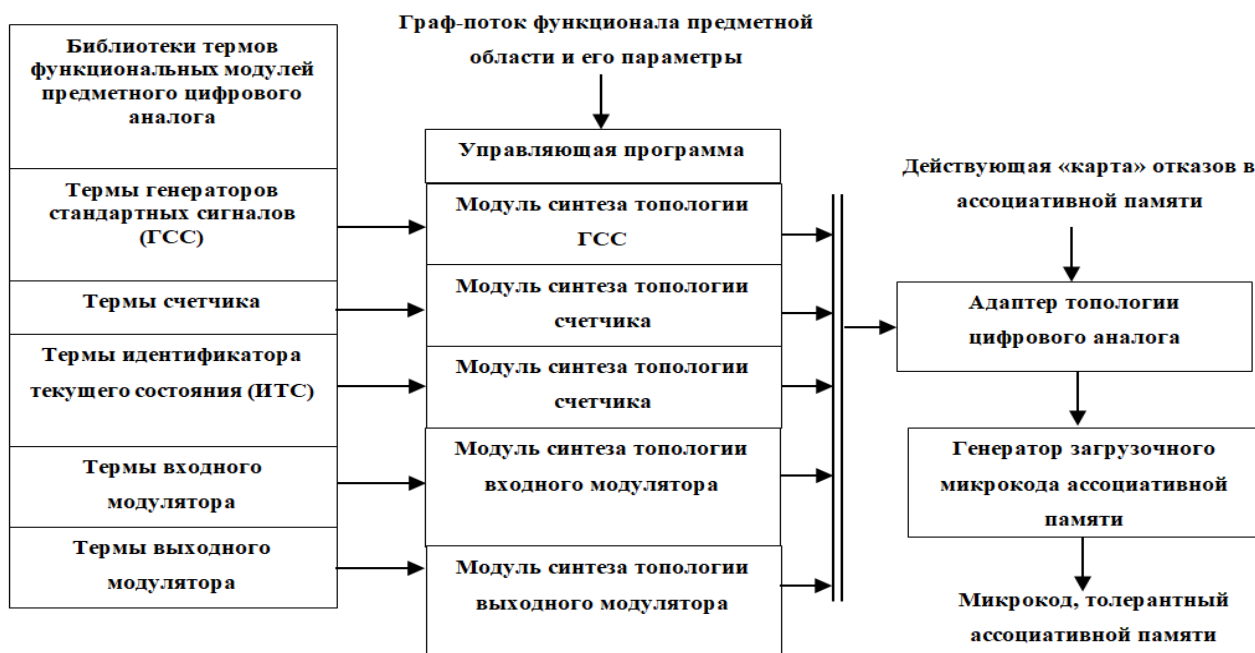 Библиотеки термов
функциональных модулей
предметного цифрового
аналога
Термы генераторов
стандартных сигналов
(ГСС)
Термы счетчика
Термы идентификатора
текущего состояния (ИТС)
Термы входного
модулятора
Термы выходного
модулятора
Граф-поток функционала предметной
области и его параметры
Управляющая программа
Модуль синтеза топологии
ГСС
Модуль синтеза топологии
счетчика
Модуль синтеза топологии
счетчика
Модуль синтеза топологии
входного модулятора
Модуль синтеза топологии
выходного модулятора
Действующая «карта» отказов в
ассоциативной памяти
Адаптер топологии
цифрового аналога
Генератор загрузочного
микрокода ассоциативной
памяти
Микрокод, толерантный
ассоциативной памяти